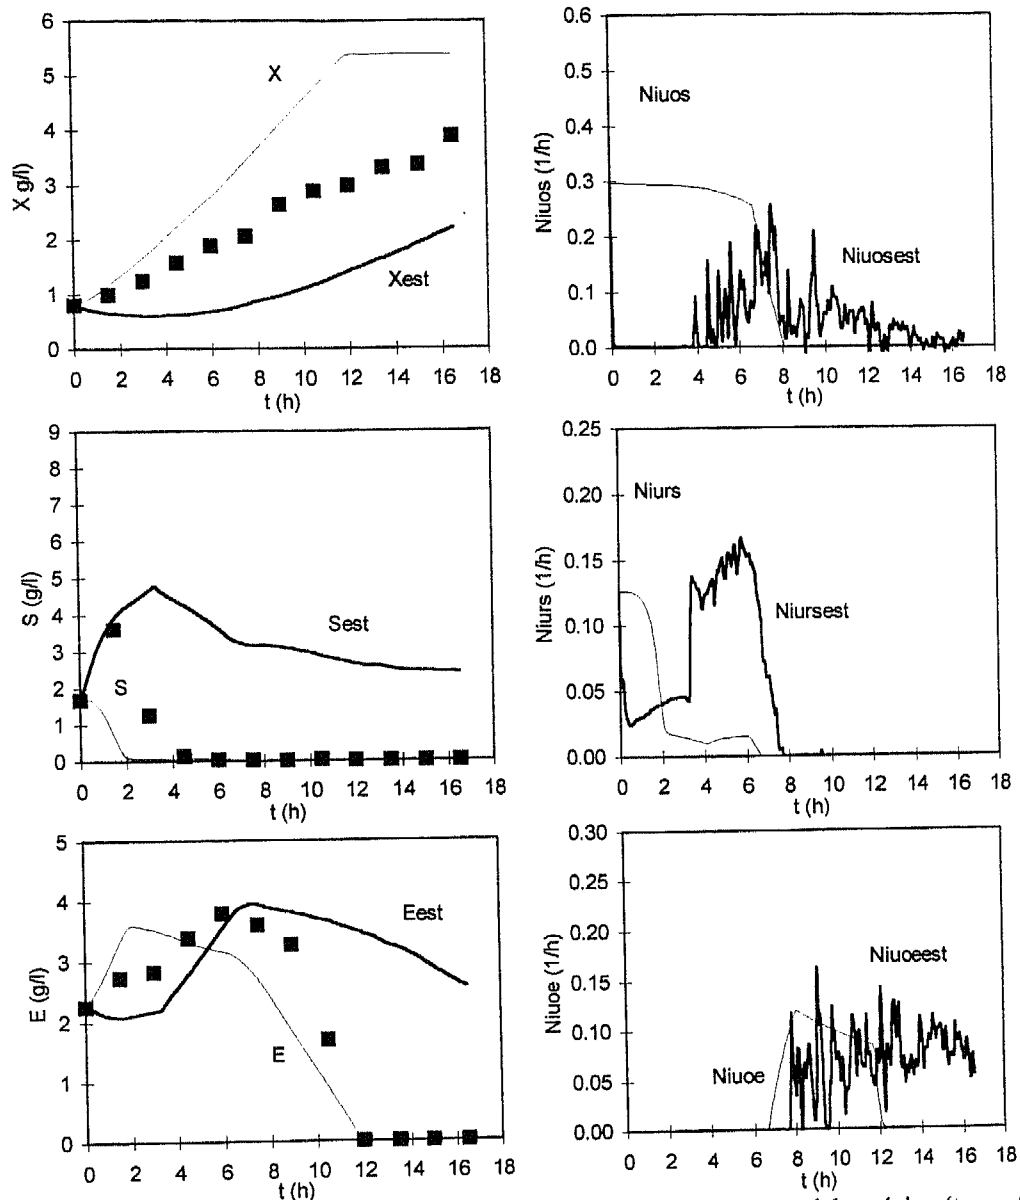 6
5
4
3
2
1
0
X g/l)
X
Xest
0 2 4 6 8 10 12 14 16 18
t (h)
0.6
0.5
0.4
0.3
0.2
0.1
0.0
Niuos (1/h)
Niuos
Niuosest
0 2 4 6 8 10 12 14 16 18
t (h)
9
8
7
6
5
4
3
2
1
0
S (g/l)
Sest
S
0 2 4 6 8 10 12 14 16 18
t (h)
0.25
0.20
0.15
0.10
0.05
0.00
Niurs (1/h)
Niurs
Niursest
0 2 4 6 8 10 12 14 16 18
t (h)
5
4
3
2
1
0
E (g/l)
Eest
E
0 2 4 6 8 10 12 14 16 18
t (h)
0.30
0.25
0.20
0.15
0.10
0.05
0.00
Niuoe (1/h)
Niuoeest
Niuoe
0 2 4 6 8 10 12 14 16 18
t (h)